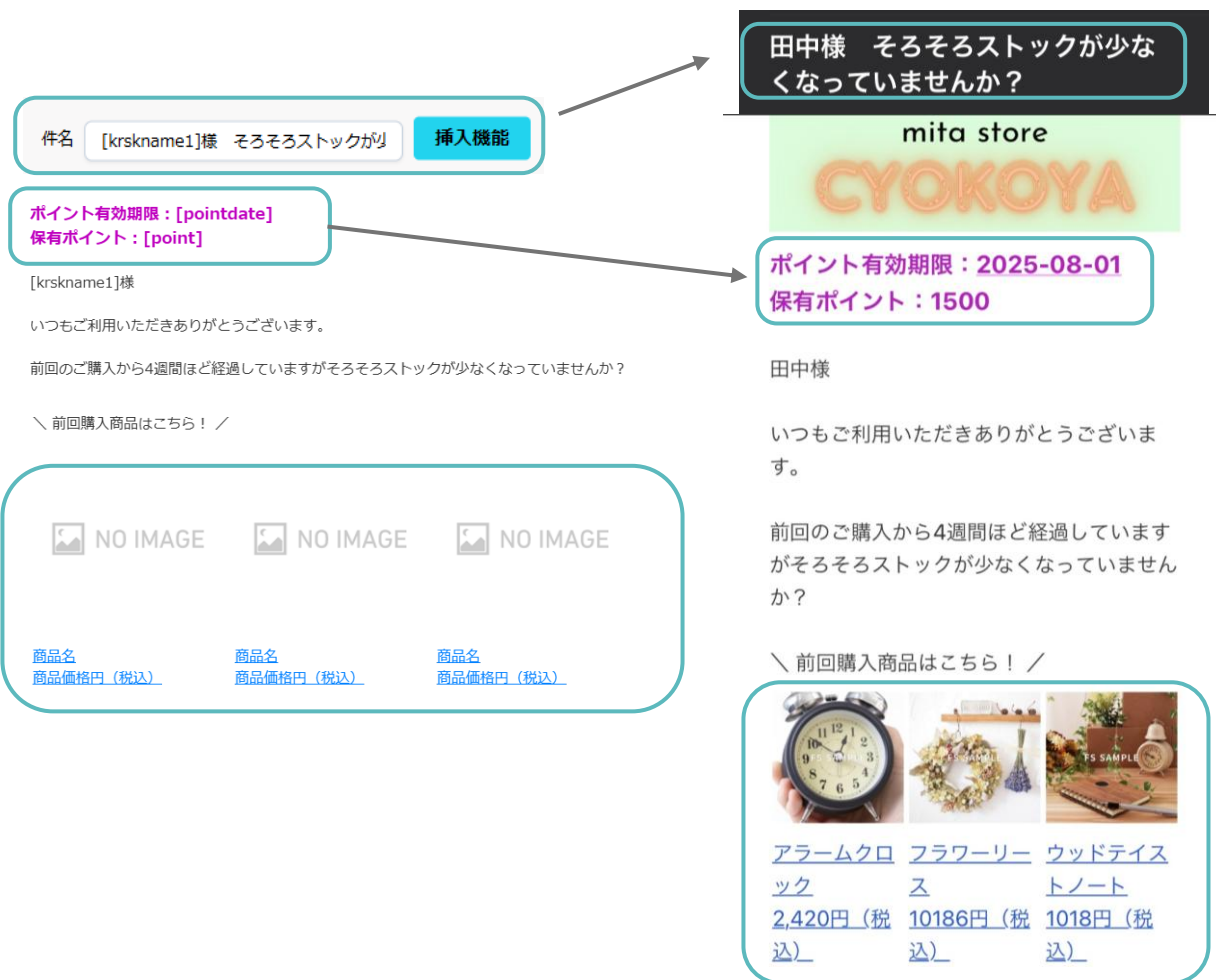 件名 [krskname1]様　そろそろストックが少 挿入機能
ポイント有効期限：[pointdate]
保有ポイント：[point]
[krskname1]様
いつもご利用いただきありがとうございます。
前回のご購入から4週間ほど経過していますがそろそろストックが少なくなっていませんか？
＼ 前回購入商品はこちら！ ／
NO IMAGE NO IMAGE NO IMAGE
商品名 商品名 商品名
商品価格円（税込） 商品価格円（税込） 商品価格円（税込）
田中様　そろそろストックが少な
くなっていませんか？
mita store
CYOKOYA
ポイント有効期限：2025-08-01
保有ポイント：1500
田中様
いつもご利用いただきありがとうございま
す。
前回のご購入から4週間ほど経過しています
がそろそろストックが少なくなっていません
か？
＼ 前回購入商品はこちら！ ／
FS SAMPLE FS SAMPLE FS SAMPLE
アラームクロ フラワーリー ウッドテイス
ック ス トノート
2,420円（税 10186円（税 1018円（税
込） 込） 込）